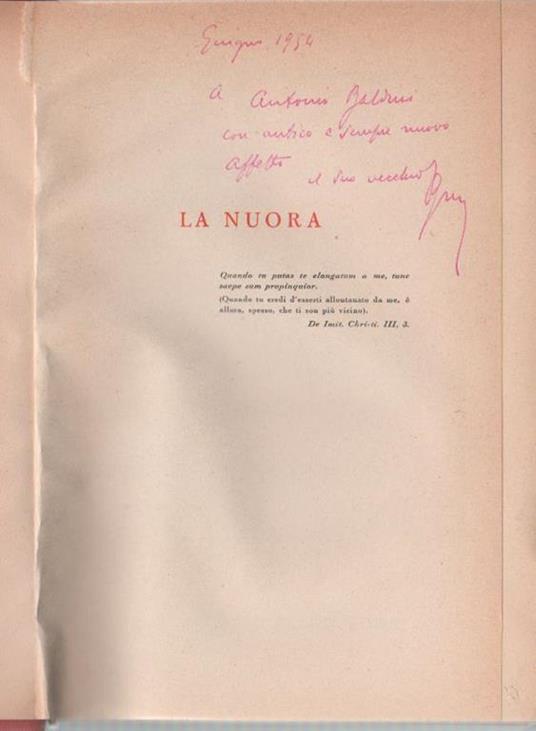 Giugno 1954
A Antonio Baldini
con antico e sempre nuovo
affetto
il suo vecchio
LA NUORA
Quando tu putas te elongatum a me, tunc
saepe sum propinquior.
(Quando tu credi d'esserti allontanato da me, è
allora, spesso, che ti son più vicino).
De Imit. Christi. III, 3.